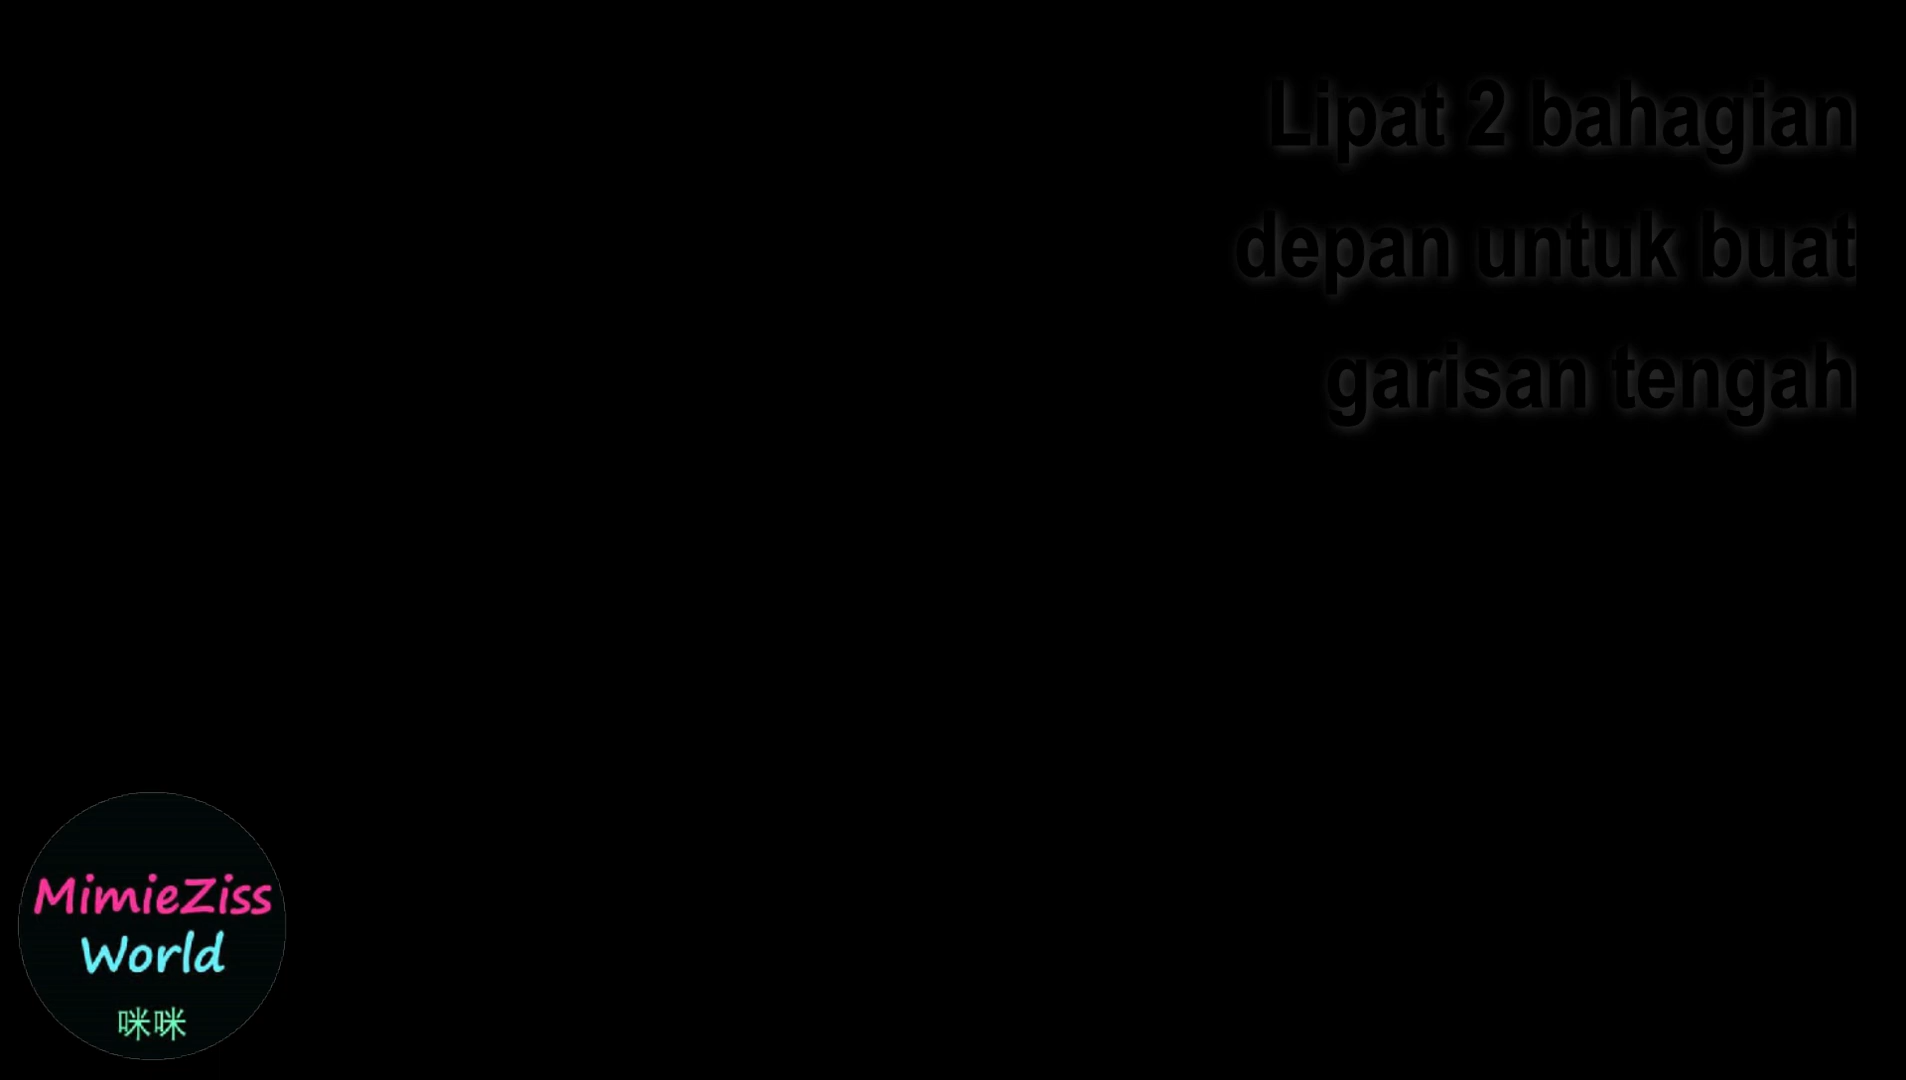 Lipat 2 bahagian
depan untuk buat
garisan tengah
MimieZiss
World
咪咪